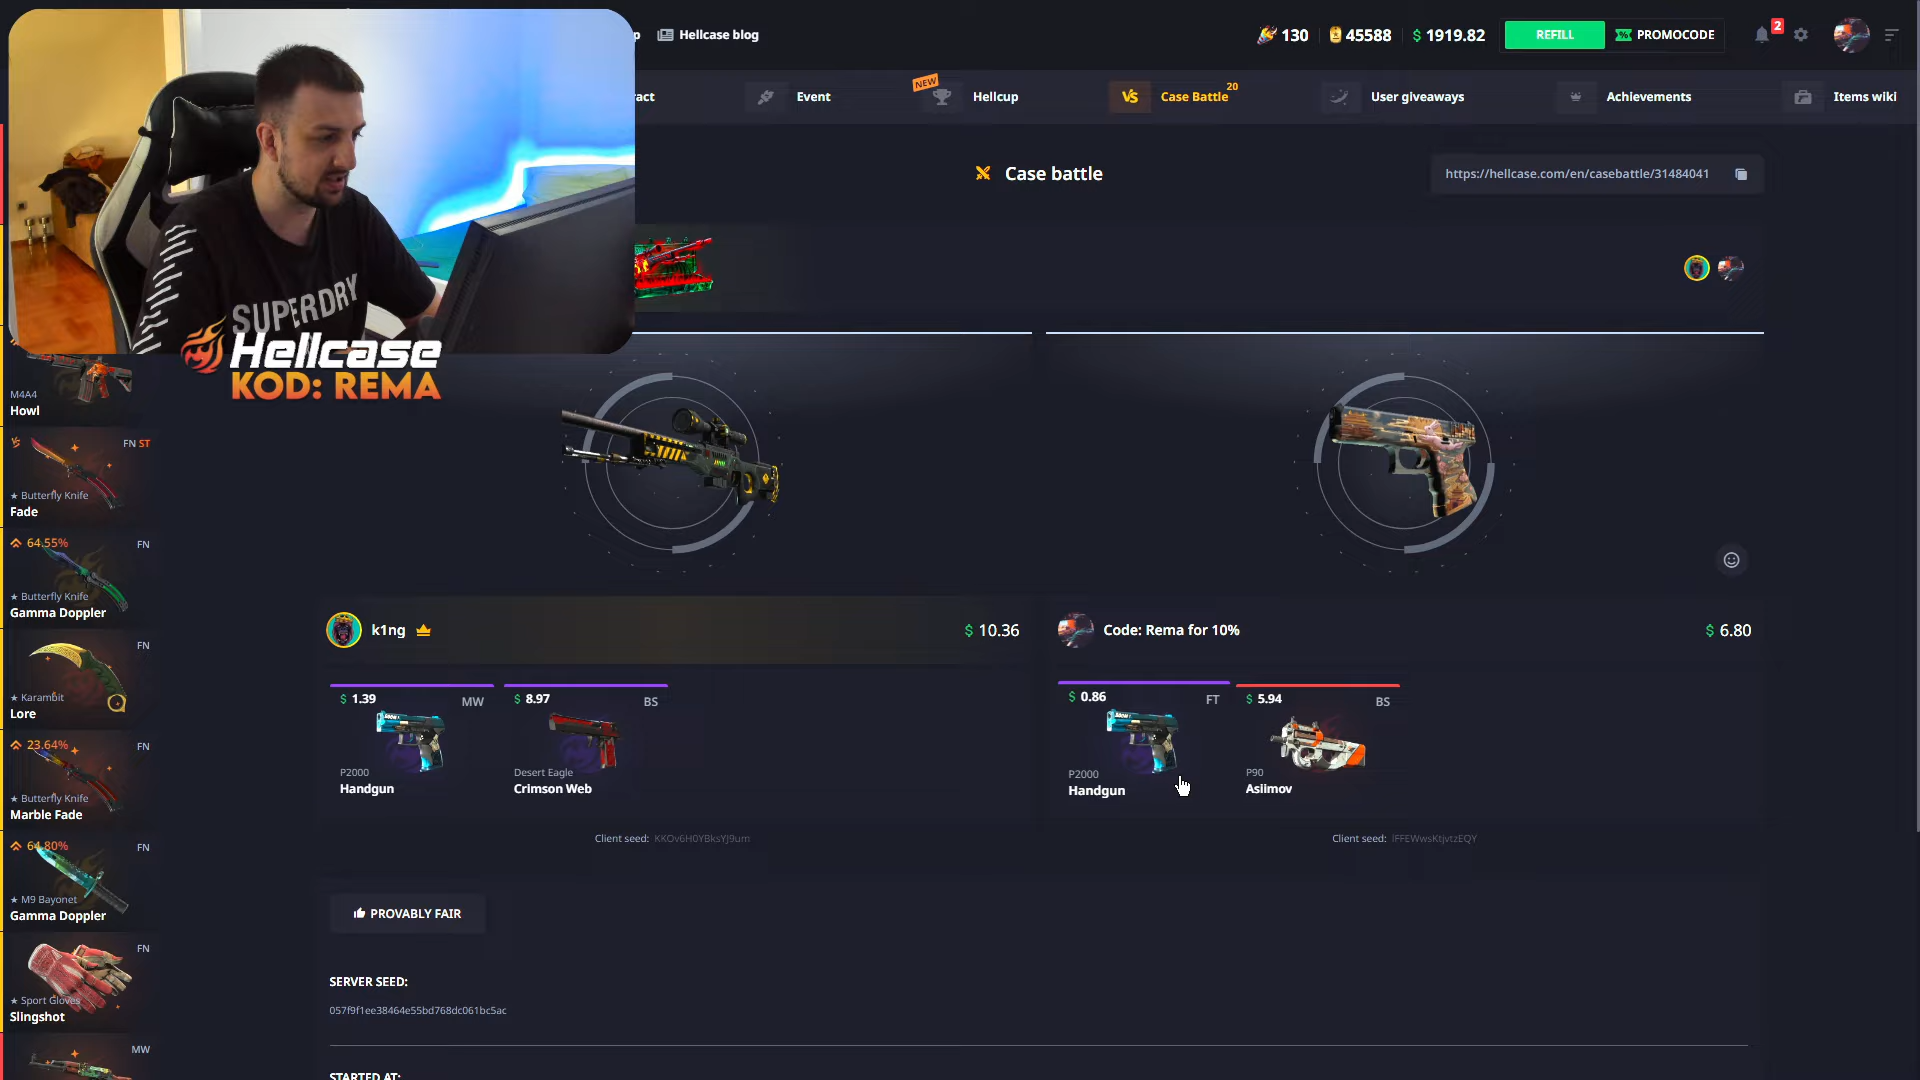 p
Hellcase blog
130
45588
$ 1919.82
REFILL
PROMOCODE
2
ract
Event
NEW
Hellcup
VS
Case Battle
20
User giveaways
Achievements
Items wiki
SUPERDRY
Hellcase
KOD: REMA
Case battle
https://hellcase.com/en/casebattle/31484041
M4A4
Howl
FN ST
★ Butterfly Knife
Fade
64.55%
FN
★ Butterfly Knife
Gamma Doppler
FN
★ Karambit
Lore
23.64%
FN
★ Butterfly Knife
Marble Fade
64.80%
FN
★ M9 Bayonet
Gamma Doppler
FN
★ Sport Gloves
Slingshot
MW
k1ng
$ 10.36
Code: Rema for 10%
$ 6.80
$ 1.39
MW
P2000
Handgun
$ 8.97
BS
Desert Eagle
Crimson Web
$ 0.86
FT
P2000
Handgun
$ 5.94
BS
P90
Asiimov
Client seed: KKOv6H0YBksYJ9um
Client seed:
PROVABLY FAIR
SERVER SEED:
057f9f1ee38464e55bd768dc061bc5ac
STARTED AT: